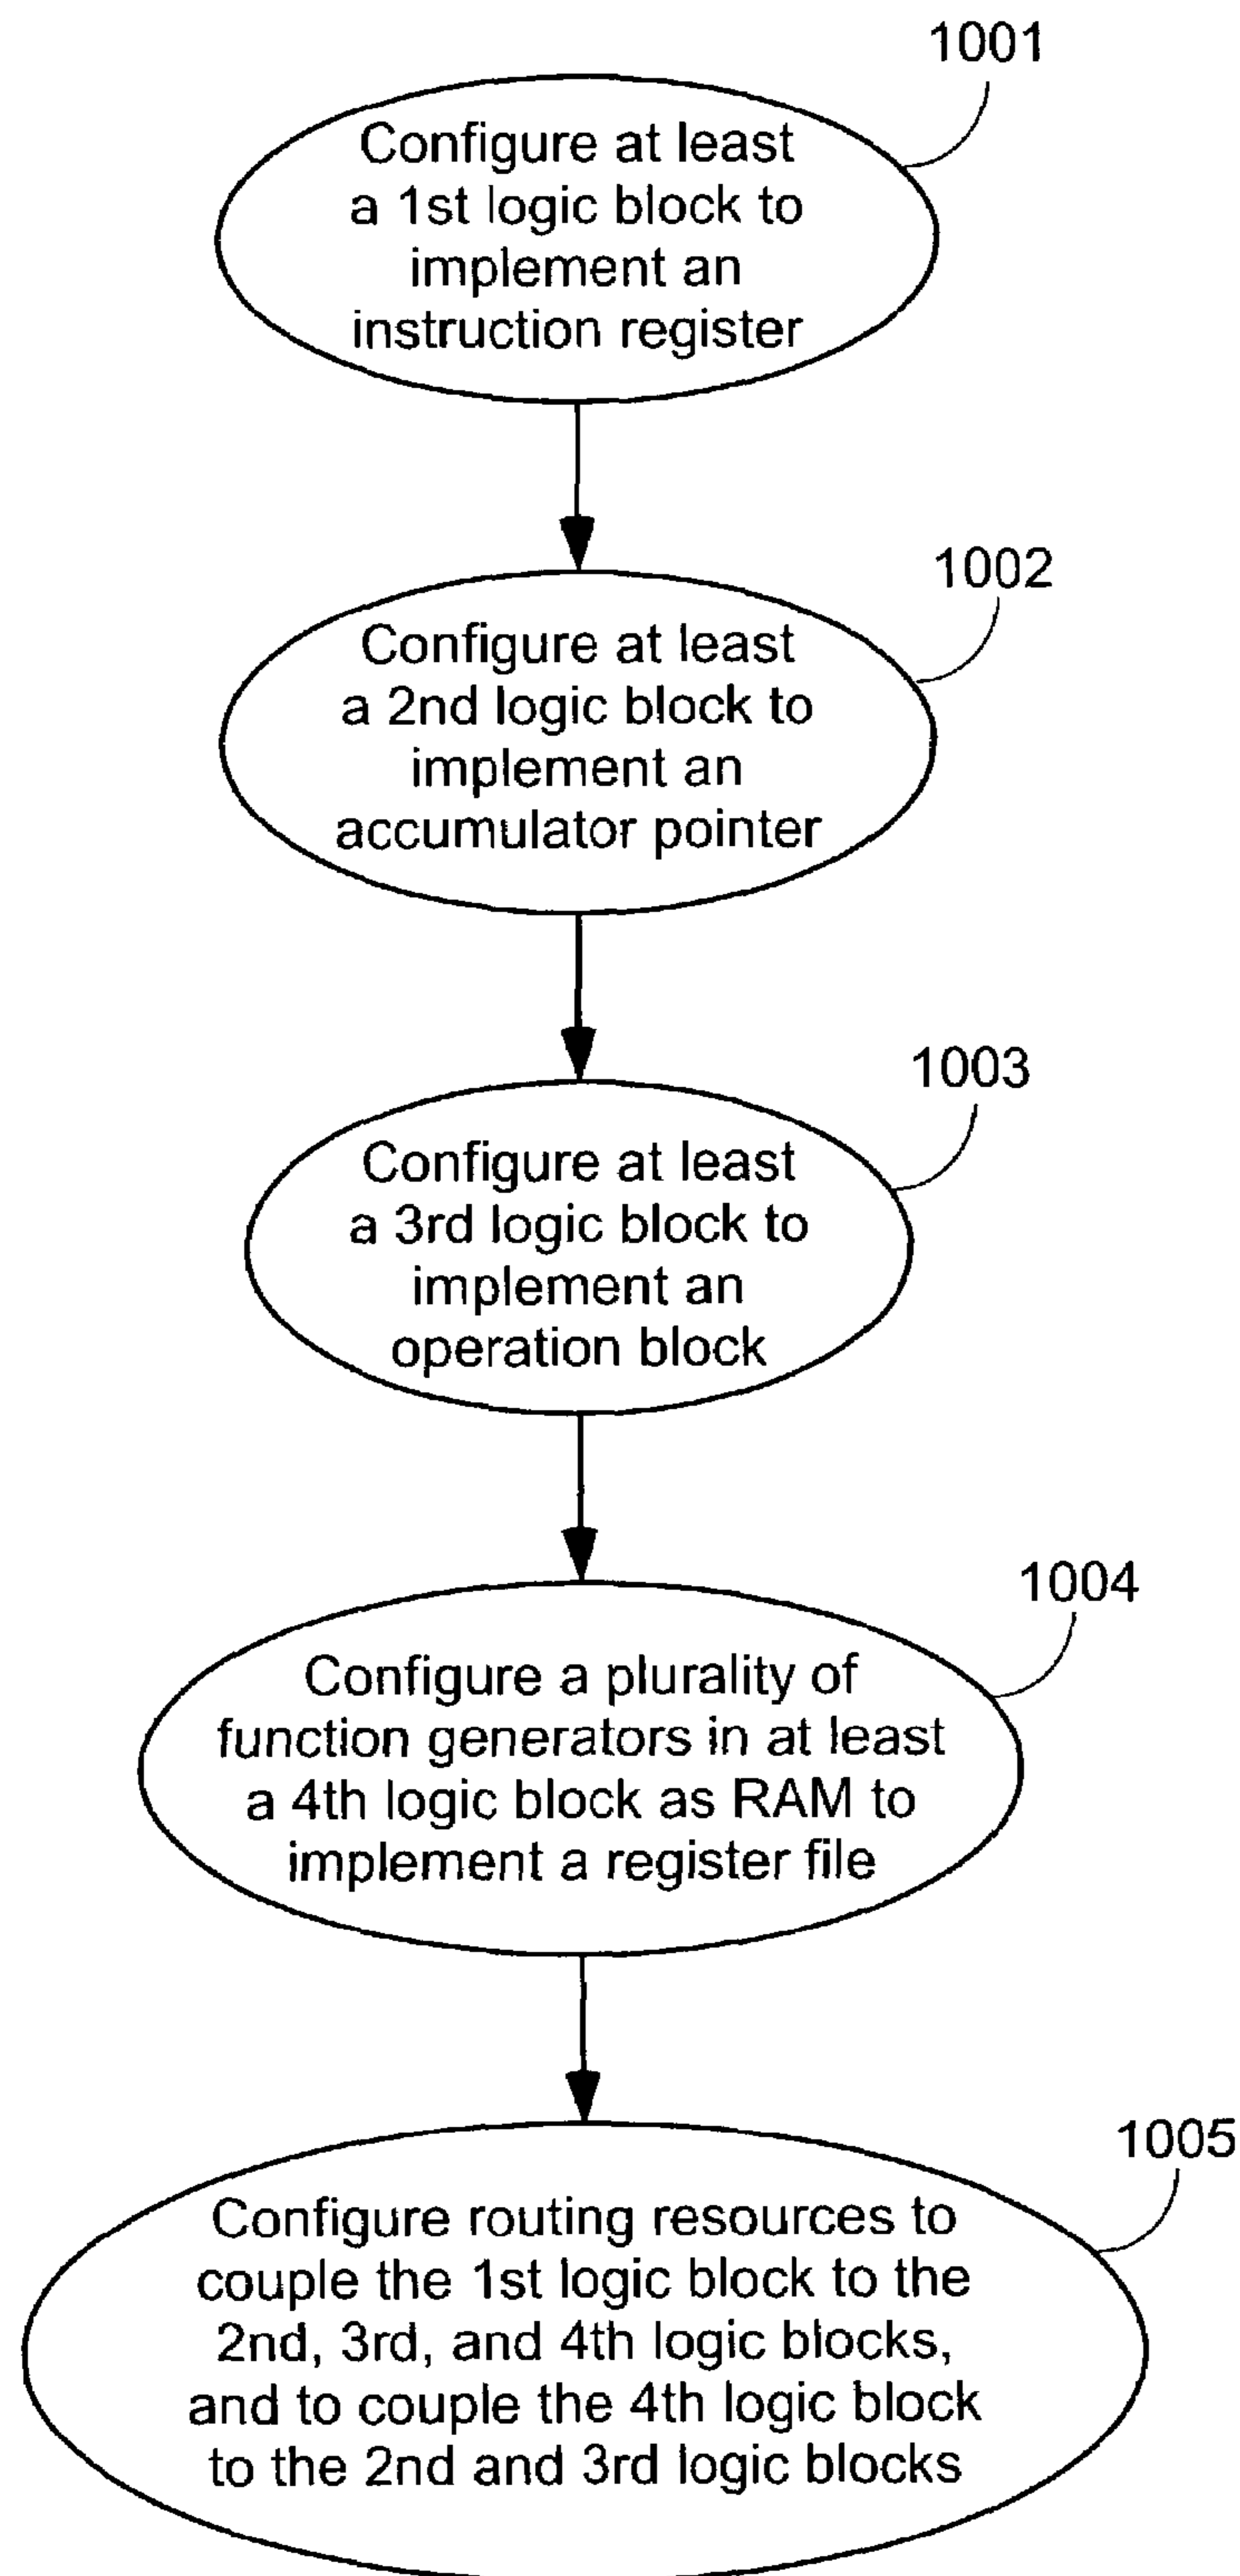 1001
Configure at least
a 1st logic block to
implement an
instruction register
1002
Configure at least
a 2nd logic block to
implement an
accumulator pointer
1003
Configure at least
a 3rd logic block to
implement an
operation block
1004
Configure a plurality of
function generators in at least
a 4th logic block as RAM to
implement a register file
1005
Configure routing resources to
couple the 1st logic block to the
2nd, 3rd, and 4th logic blocks,
and to couple the 4th logic block
to the 2nd and 3rd logic blocks